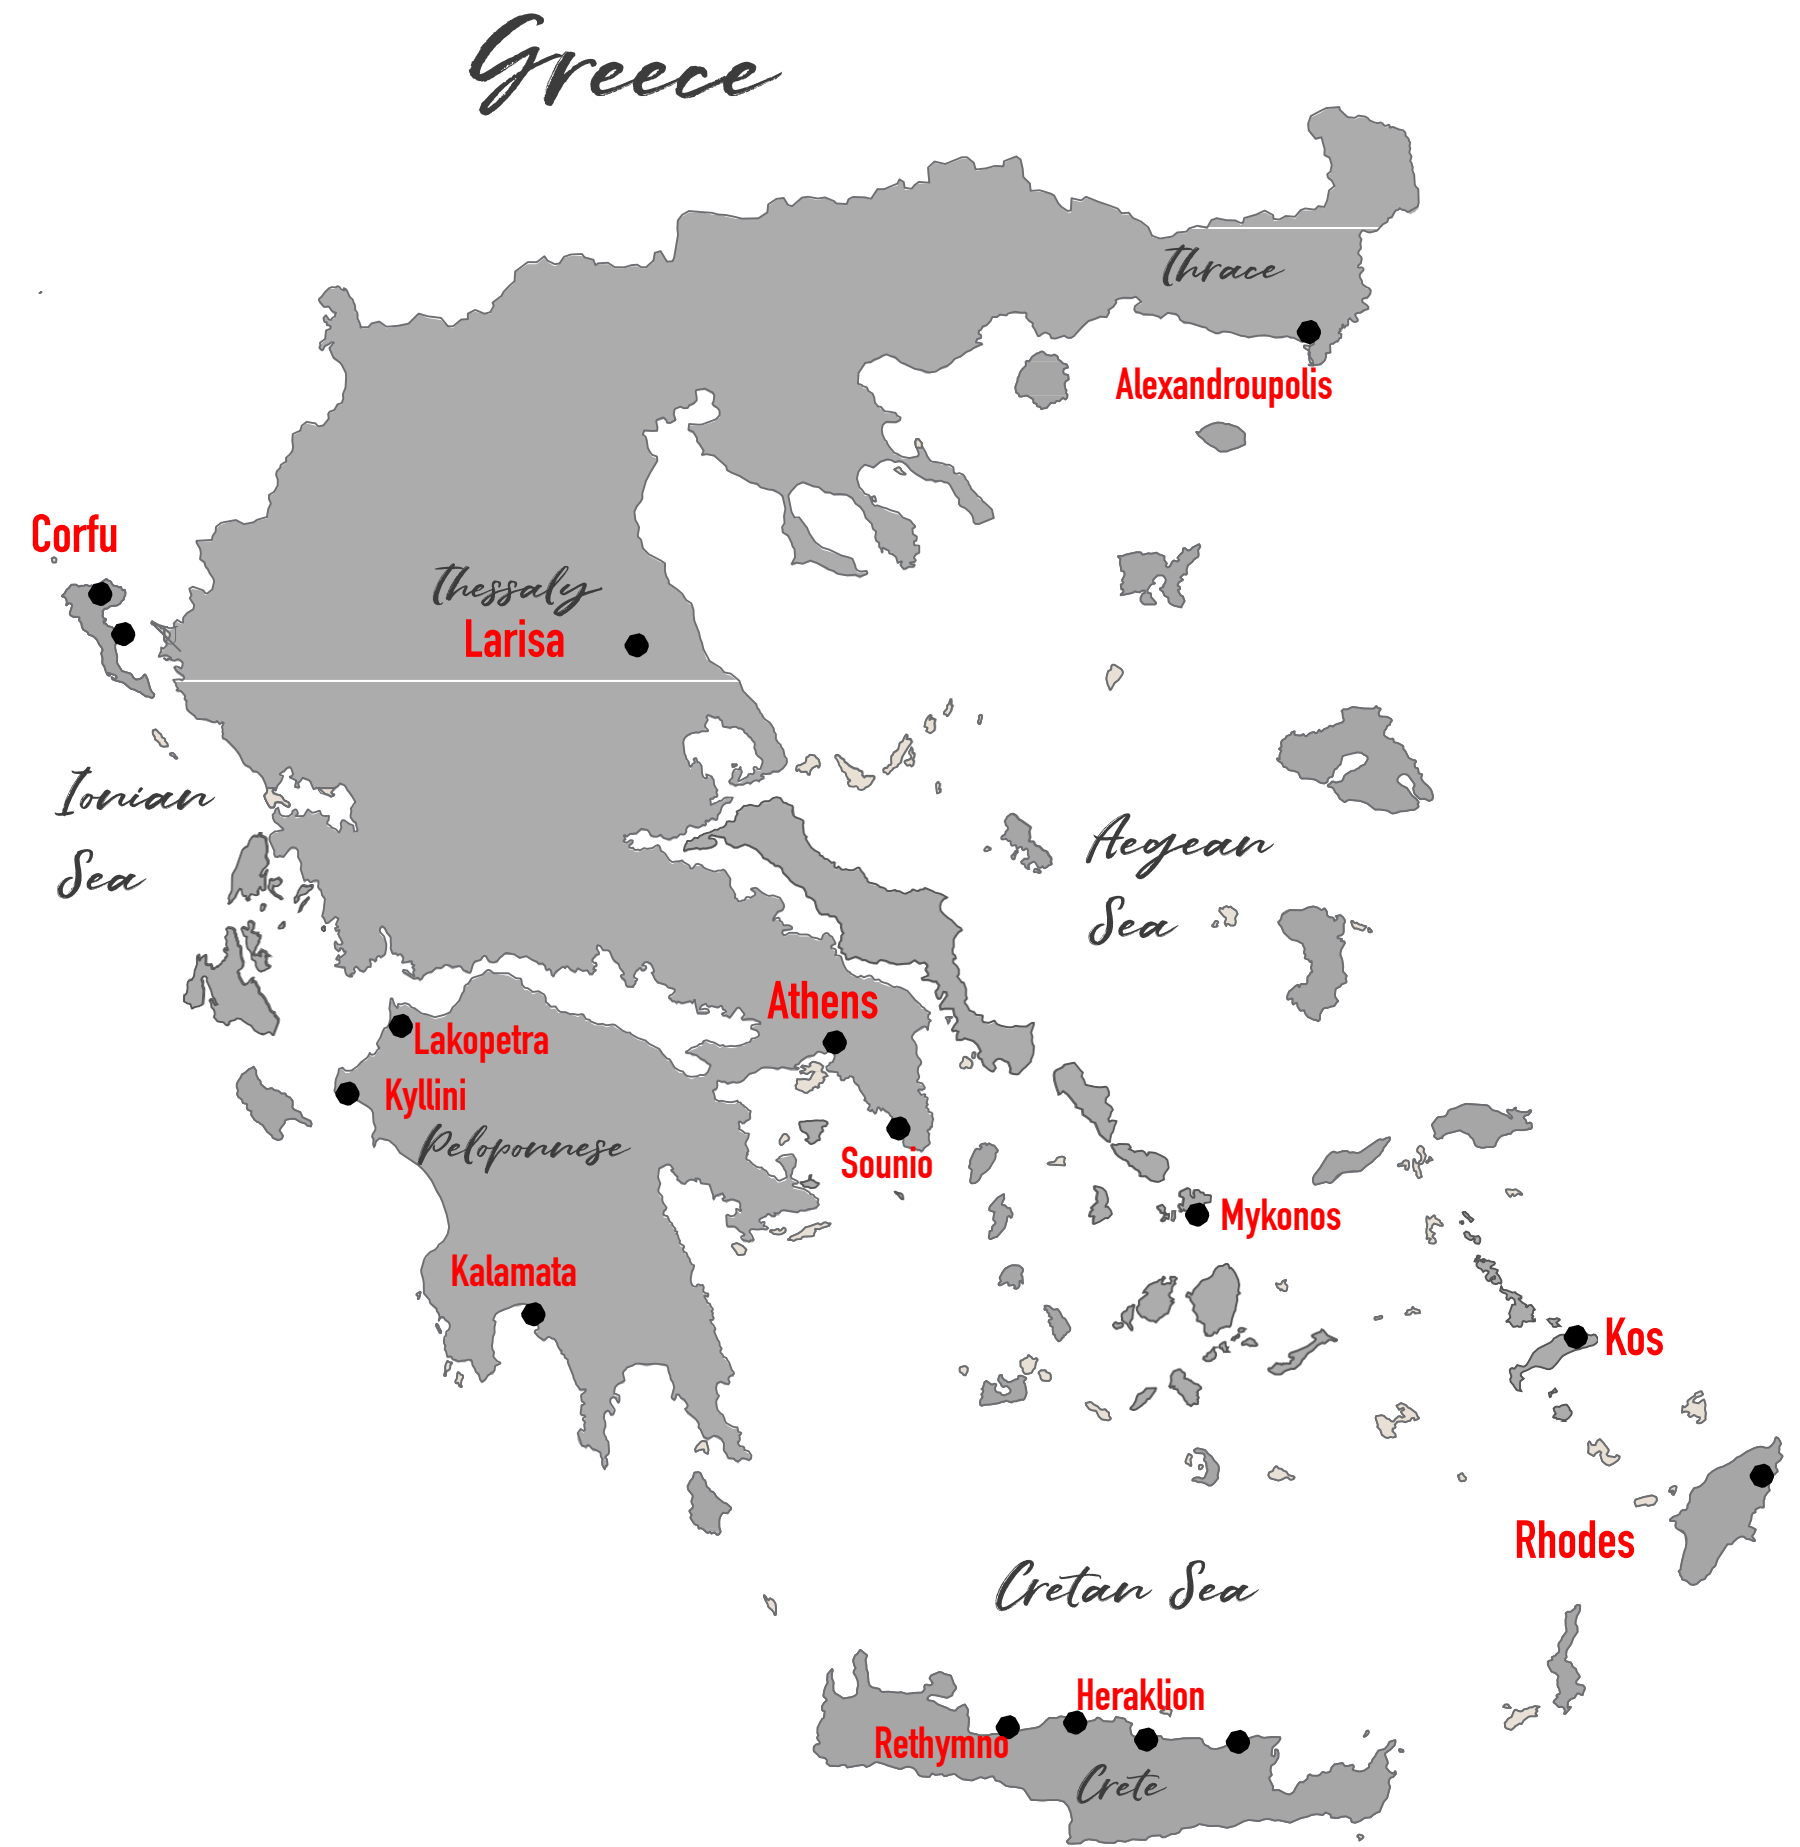 Greece
Thrace
Alexandroupolis
Corfu
Thessaly
Larisa
Ionian
Sea
Aegean
Sea
Athens
Lakopetra
Kyllini
Peloponnese
Sounio
Mykonos
Kalamata
Kos
Rhodes
Cretan Sea
Heraklion
Rethymno
Crete